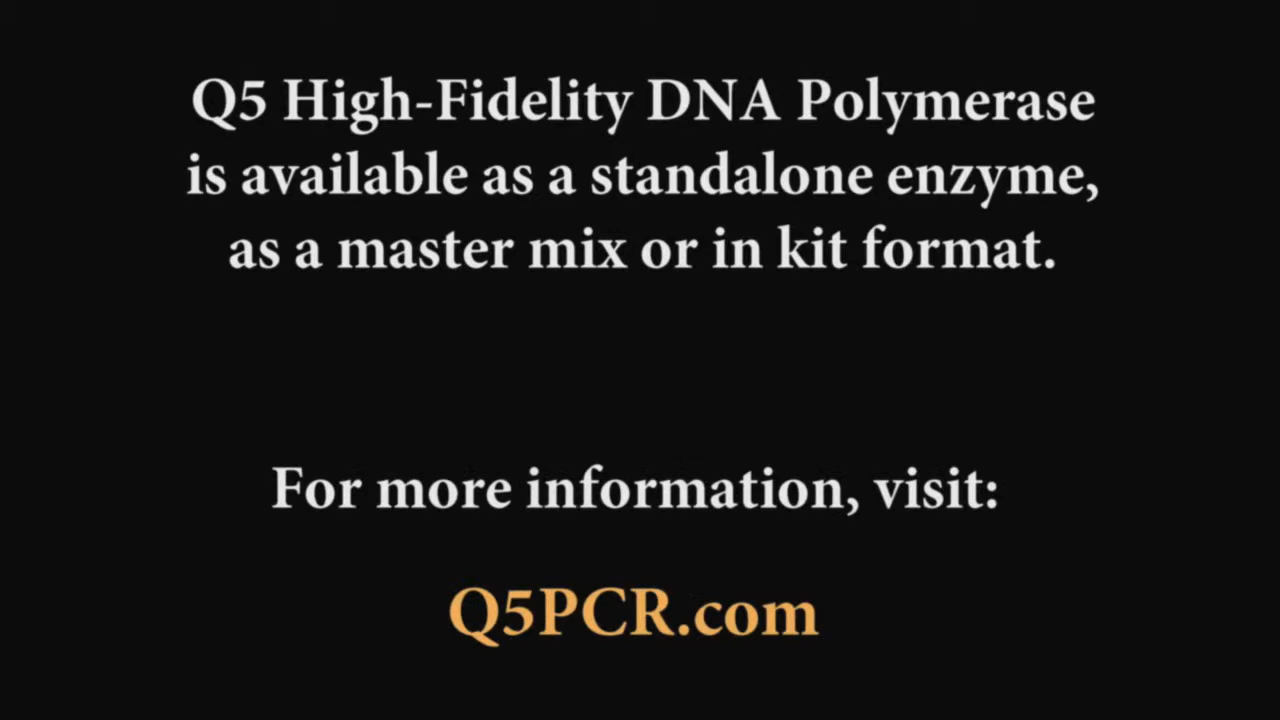 Q5 High-Fidelity DNA Polymerase
is available as a standalone enzyme,
as a master mix or in kit format.
For more information, visit:
Q5PCR.com